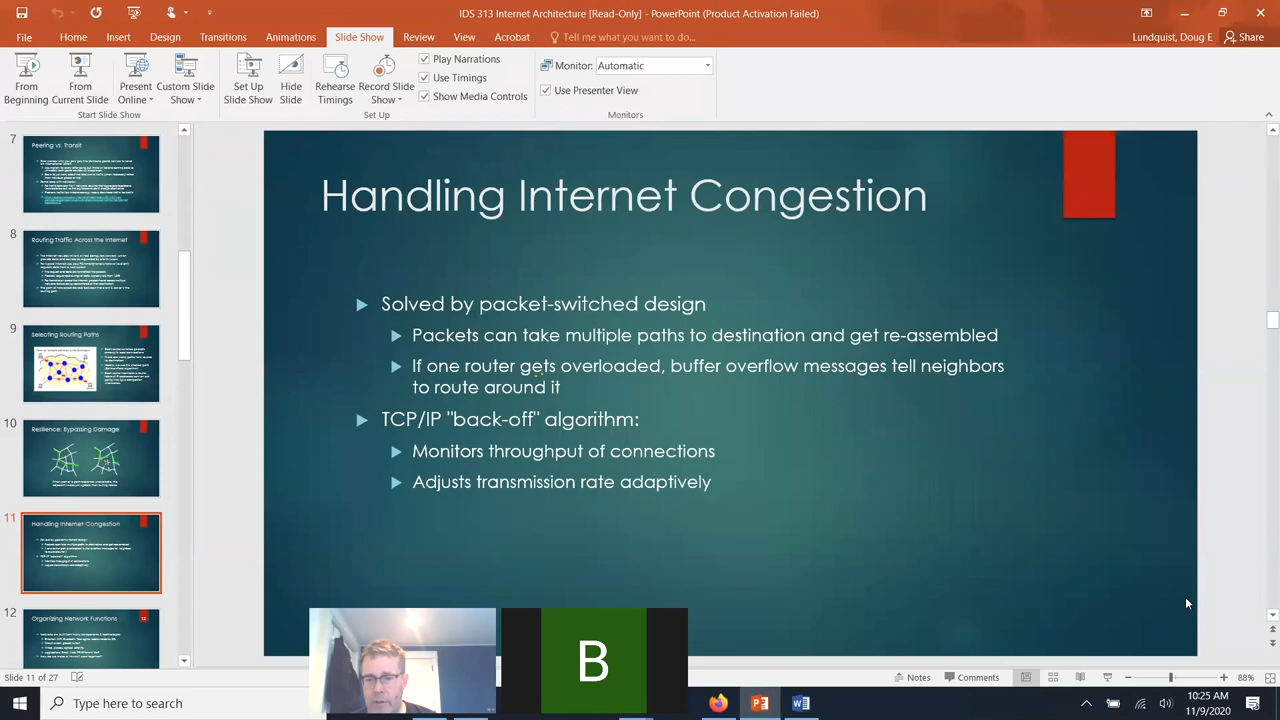 IDS 313 Internet Architecture [Read-Only] - PowerPoint (Product Activation Failed)
File Home Insert Design Transitions Animations Slide Show Review View Acrobat Tell me what you want to do... Lundquist, Doug E Share
From Beginning
From Current Slide
Present Online
Custom Slide Show
Set Up Slide Show
Hide Slide
Rehearse Timings
Record Slide Show
Play Narrations
Use Timings
Show Media Controls
Monitor: Automatic
Use Presenter View
Start Slide Show Set Up Monitors
7
Peering vs. Transit
8
Routing Traffic Across the Internet
9
Selecting Routing Paths
10
Resilience: Bypassing Damage
11
Handling Internet Congestion
12
Organizing Network Functions
Handling Internet Congestion
Solved by packet-switched design
Packets can take multiple paths to destination and get re-assembled
If one router gets overloaded, buffer overflow messages tell neighbors
to route around it
TCP/IP "back-off" algorithm:
Monitors throughput of connections
Adjusts transmission rate adaptively
B
Slide 11 of 27 Notes Comments 88%
Type here to search
10:25 AM
11/9/2020